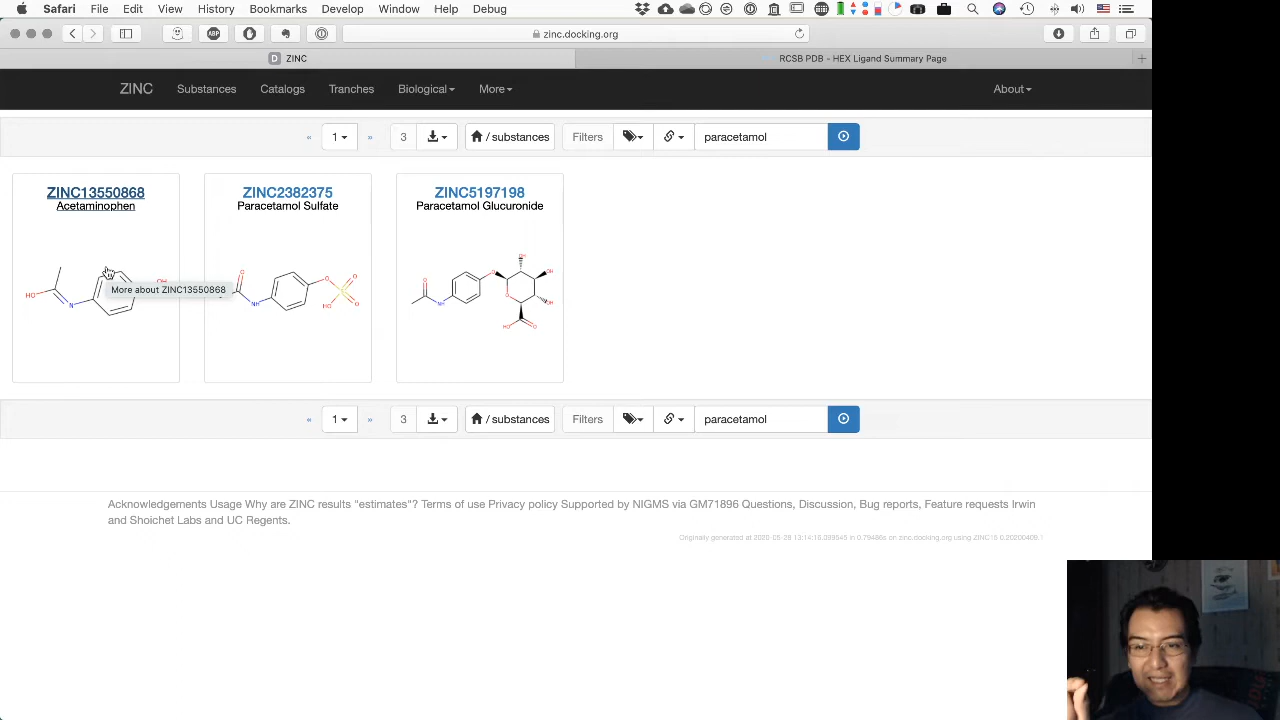 Safari File Edit View History Bookmarks Develop Window Help Debug
ABP zinc.docking.org
D ZINC RCSB PDB - HEX Ligand Summary Page +
ZINC Substances Catalogs Tranches Biological More About
« 1 » 3 / substances Filters paracetamol
ZINC13550868 ZINC2382375 ZINC5197198
Acetaminophen Paracetamol Sulfate Paracetamol Glucuronide
More about ZINC13550868
« 1 » 3 / substances Filters paracetamol
Acknowledgements Usage Why are ZINC results "estimates"? Terms of use Privacy policy Supported by NIGMS via GM71896 Questions, Discussion, Bug reports, Feature requests Irwin
and Shoichet Labs and UC Regents.